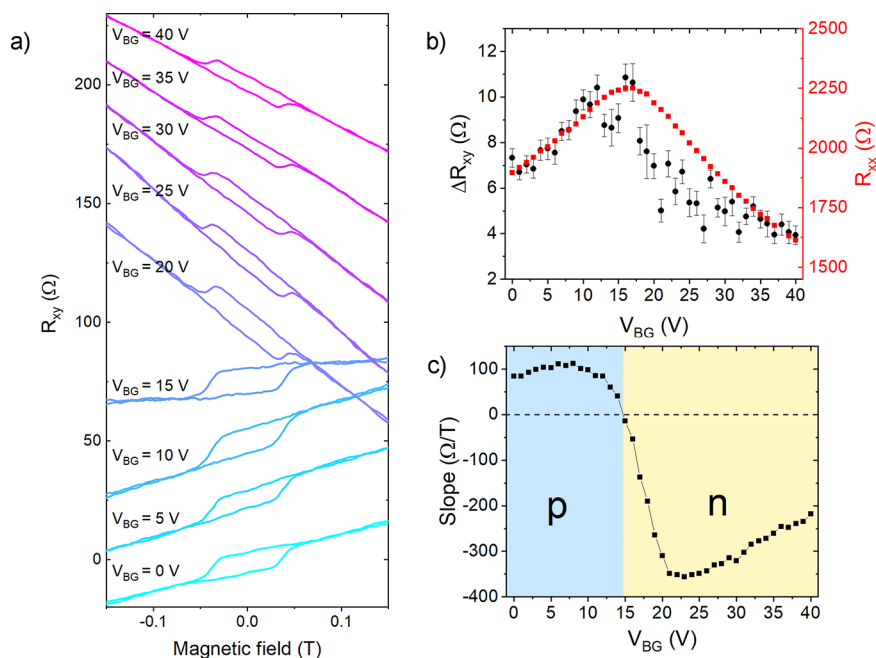 a)
V_BG = 40 V
V_BG = 35 V
V_BG = 30 V
V_BG = 25 V
V_BG = 20 V
V_BG = 15 V
V_BG = 10 V
V_BG = 5 V
V_BG = 0 V
200
150
100
50
0
R_xy (Ω)
-0.1
0.0
0.1
Magnetic field (T)
b)
12
10
8
6
4
2
ΔR_xy (Ω)
2500
2250
2000
1750
1500
R_xx (Ω)
0 5 10 15 20 25 30 35 40
V_BG (V)
c)
100
0
-100
-200
-300
-400
Slope (Ω/T)
p
n
0 5 10 15 20 25 30 35 40
V_BG (V)